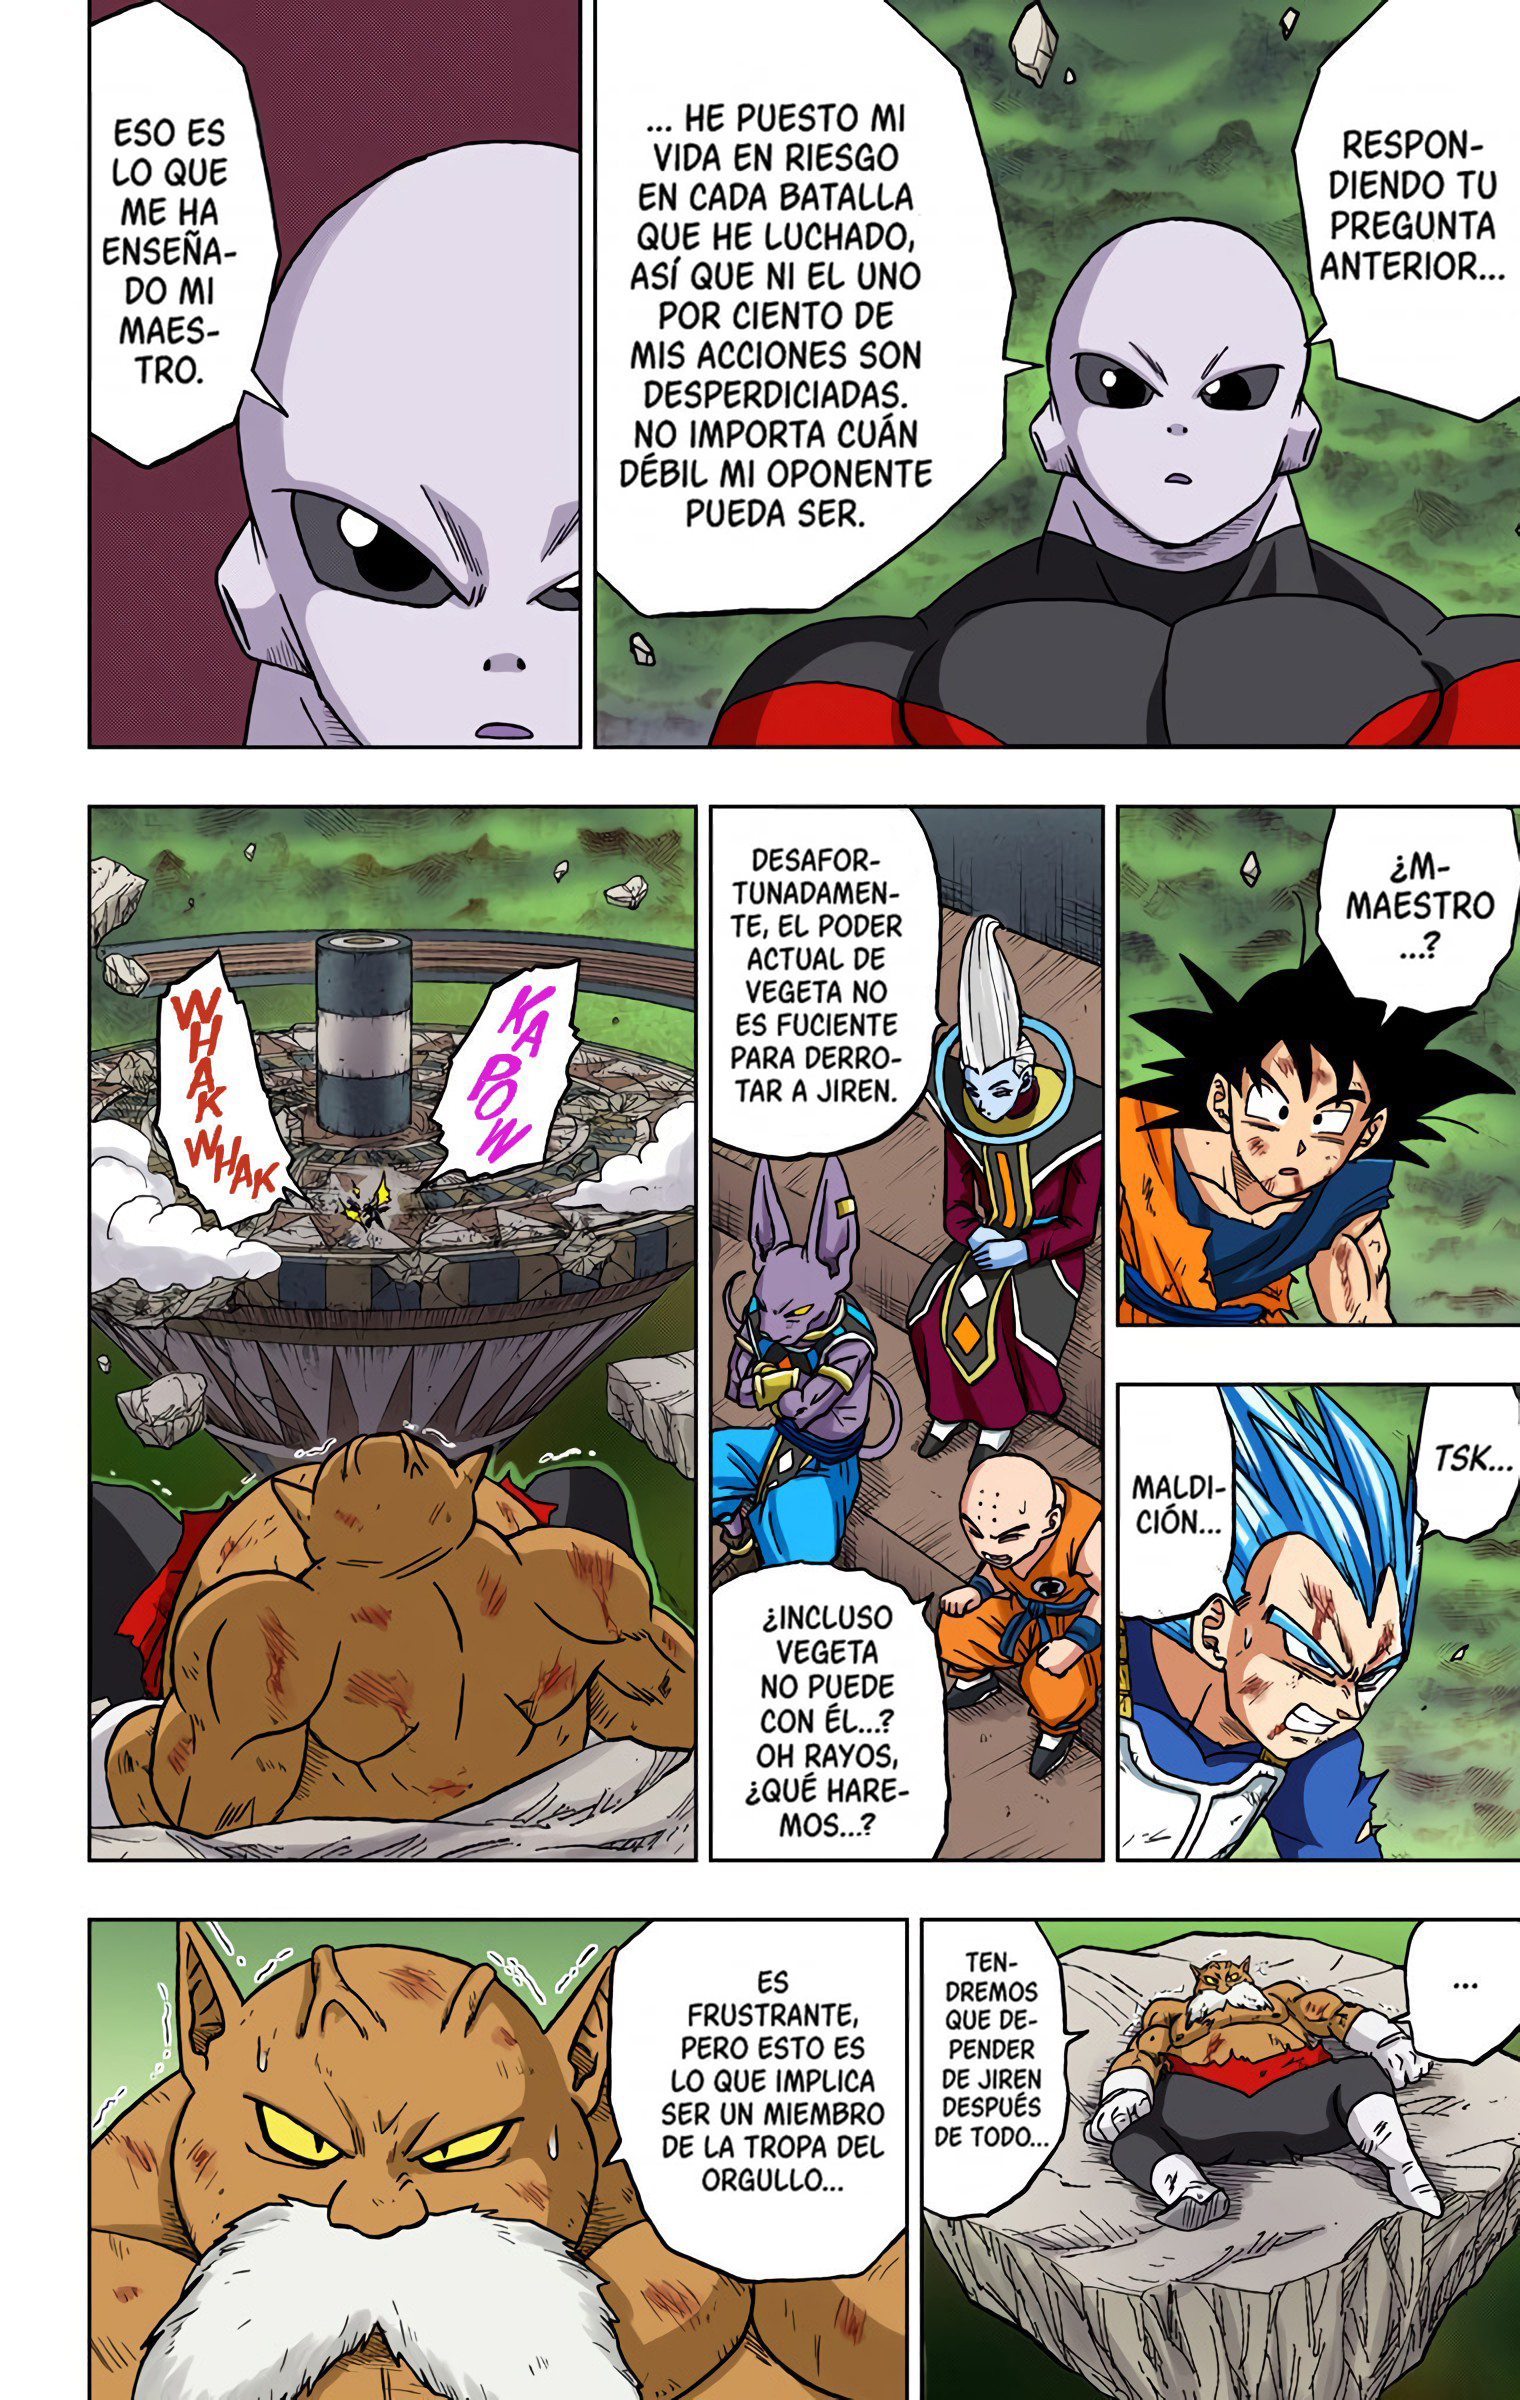 RESPON-
DIENDO TU
PREGUNTA
ANTERIOR...
... HE PUESTO MI
VIDA EN RIESGO
EN CADA BATALLA
QUE HE LUCHADO,
ASÍ QUE NI EL UNO
POR CIENTO DE
MIS ACCIONES SON
DESPERDICIADAS.
NO IMPORTA CUÁN
DÉBIL MI OPONENTE
PUEDA SER.
ESO ES
LO QUE
ME HA
ENSEÑA-
DO MI
MAES-
TRO.
¿M-
MAESTRO
...?
TSK...
MALDI-
CIÓN...
DESAFOR-
TUNADAMEN-
TE, EL PODER
ACTUAL DE
VEGETA NO
ES FUCIENTE
PARA DERRO-
TAR A JIREN.
¿INCLUSO
VEGETA
NO PUEDE
CON ÉL...?
OH RAYOS,
¿QUÉ HARE-
MOS...?
KAPOW
WHAK
WHAK
...
TEN-
DREMOS
QUE DE-
PENDER
DE JIREN
DESPUÉS
DE TODO...
ES
FRUSTRANTE,
PERO ESTO ES
LO QUE IMPLICA
SER UN MIEMBRO
DE LA TROPA DEL
ORGULLO...